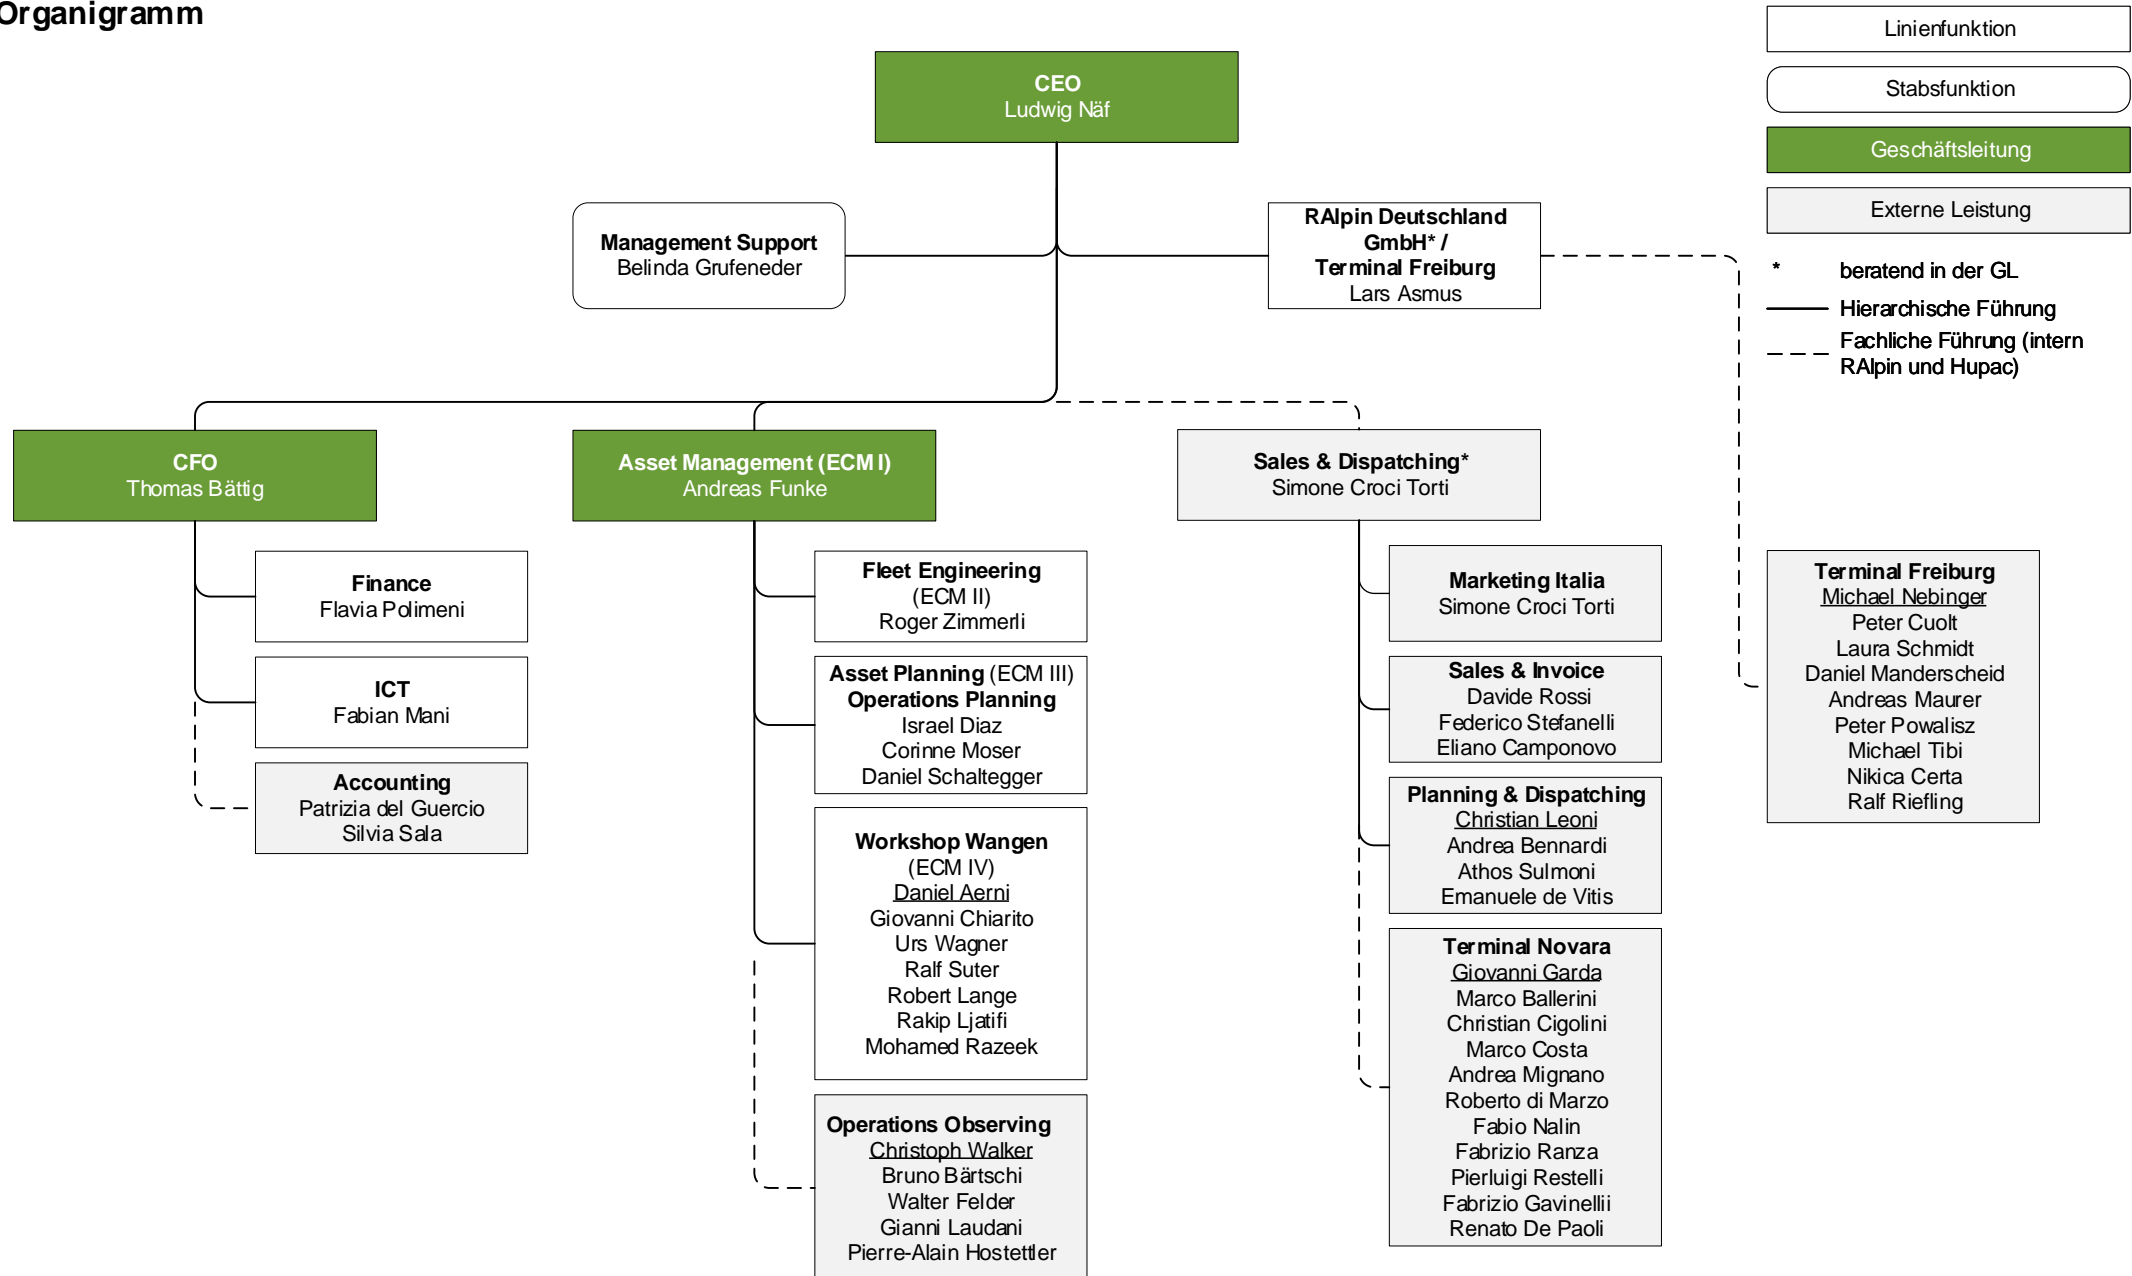 Organigramm
CEO
Ludwig Näf
Management Support
Belinda Grufeneder
RAlpin Deutschland
GmbH* /
Terminal Freiburg
Lars Asmus
Linienfunktion
Stabsfunktion
Geschäftsleitung
Externe Leistung
* beratend in der GL
Hierarchische Führung
Fachliche Führung (intern
RAlpin und Hupac)
CFO
Thomas Bättig
Finance
Flavia Polimeni
ICT
Fabian Mani
Accounting
Patrizia del Guercio
Silvia Sala
Asset Management (ECM I)
Andreas Funke
Fleet Engineering
(ECM II)
Roger Zimmerli
Asset Planning (ECM III)
Operations Planning
Israel Diaz
Corinne Moser
Daniel Schaltegger
Workshop Wangen
(ECM IV)
Daniel Aerni
Giovanni Chiarito
Urs Wagner
Ralf Suter
Robert Lange
Rakip Ljatifi
Mohamed Razeek
Operations Observing
Christoph Walker
Bruno Bärtschi
Walter Felder
Gianni Laudani
Pierre-Alain Hostettler
Sales & Dispatching*
Simone Croci Torti
Marketing Italia
Simone Croci Torti
Sales & Invoice
Davide Rossi
Federico Stefanelli
Eliano Camponovo
Planning & Dispatching
Christian Leoni
Andrea Bennardi
Athos Sulmoni
Emanuele de Vitis
Terminal Novara
Giovanni Garda
Marco Ballerini
Christian Cigolini
Marco Costa
Andrea Mignano
Roberto di Marzo
Fabio Nalin
Fabrizio Ranza
Pierluigi Restelli
Fabrizio Gavinellii
Renato De Paoli
Terminal Freiburg
Michael Nebinger
Peter Cuolt
Laura Schmidt
Daniel Manderscheid
Andreas Maurer
Peter Powalisz
Michael Tibi
Nikica Certa
Ralf Riefling